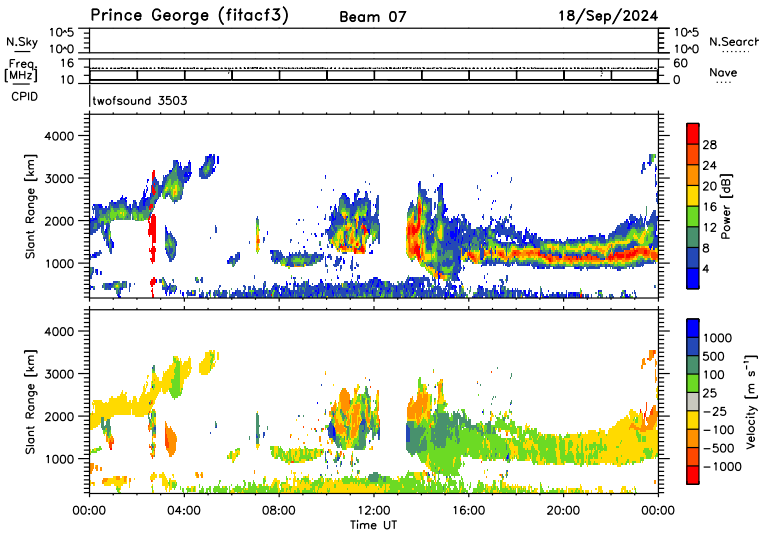 Prince George (fitacf3) Beam 07 18/Sep/2024
N.Sky 10^5 10^0 10^5 10^0 N.Search
Freq. [MHz] 16 10 60 0 Nave
CPID twofsound 3503
4000
3000
2000
1000
Slant Range [km]
28
24
20
16
12
8
4
Power [dB]
4000
3000
2000
1000
Slant Range [km]
1000
500
100
25
-25
-100
-500
-1000
Velocity [m s^-1]
00:00 04:00 08:00 12:00 16:00 20:00 00:00
Time UT